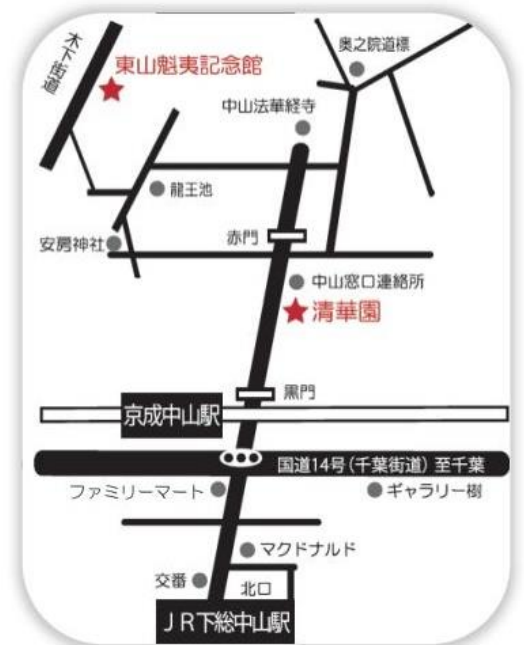 木下街道
奥之院道標
東山魁夷記念館
中山法華経寺
龍王池
赤門
安房神社
中山窓口連絡所
清華園
黒門
京成中山駅
国道14号(千葉街道)至千葉
ファミリーマート
ギャラリー樹
マクドナルド
交番
北口
JR下総中山駅